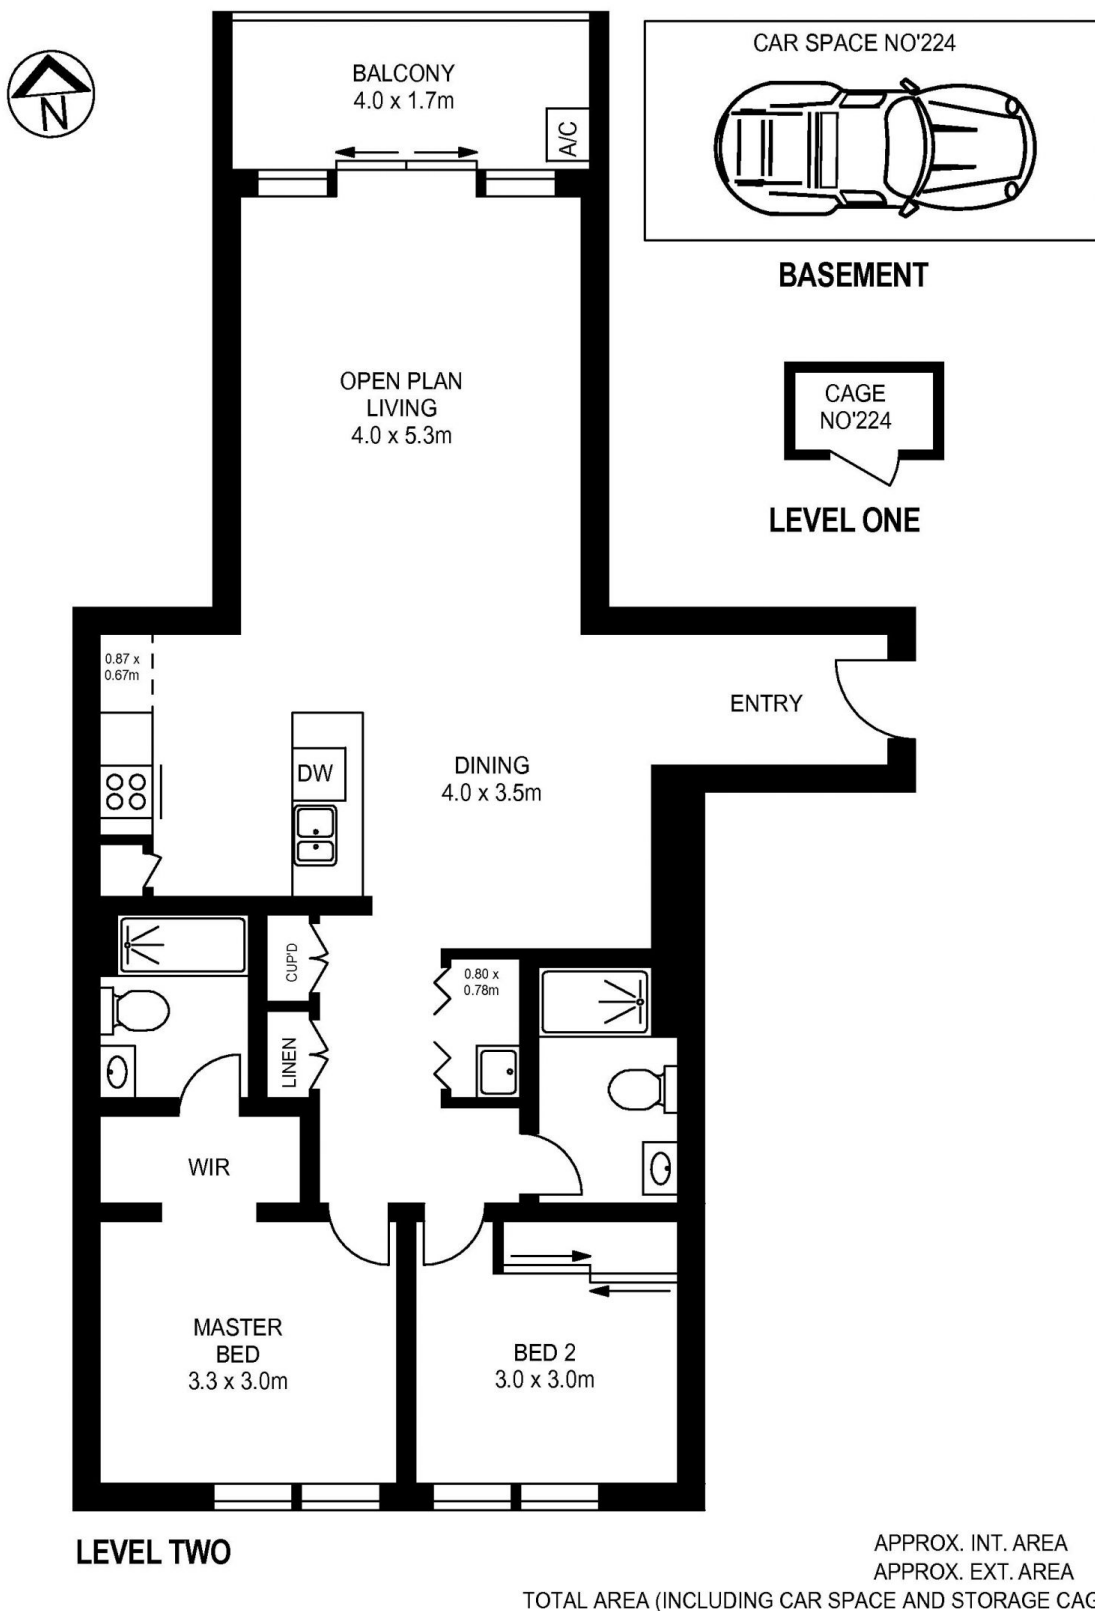 N
BALCONY
4.0 x 1.7m
A/C
CAR SPACE NO'224
BASEMENT
OPEN PLAN
LIVING
4.0 x 5.3m
CAGE
NO'224
LEVEL ONE
0.87 x
0.67m
ENTRY
DW
DINING
4.0 x 3.5m
CUP'D
0.80 x
0.78m
LINEN
WIR
MASTER
BED
3.3 x 3.0m
BED 2
3.0 x 3.0m
LEVEL TWO
APPROX. INT. AREA
APPROX. EXT. AREA
TOTAL AREA (INCLUDING CAR SPACE AND STORAGE CAG